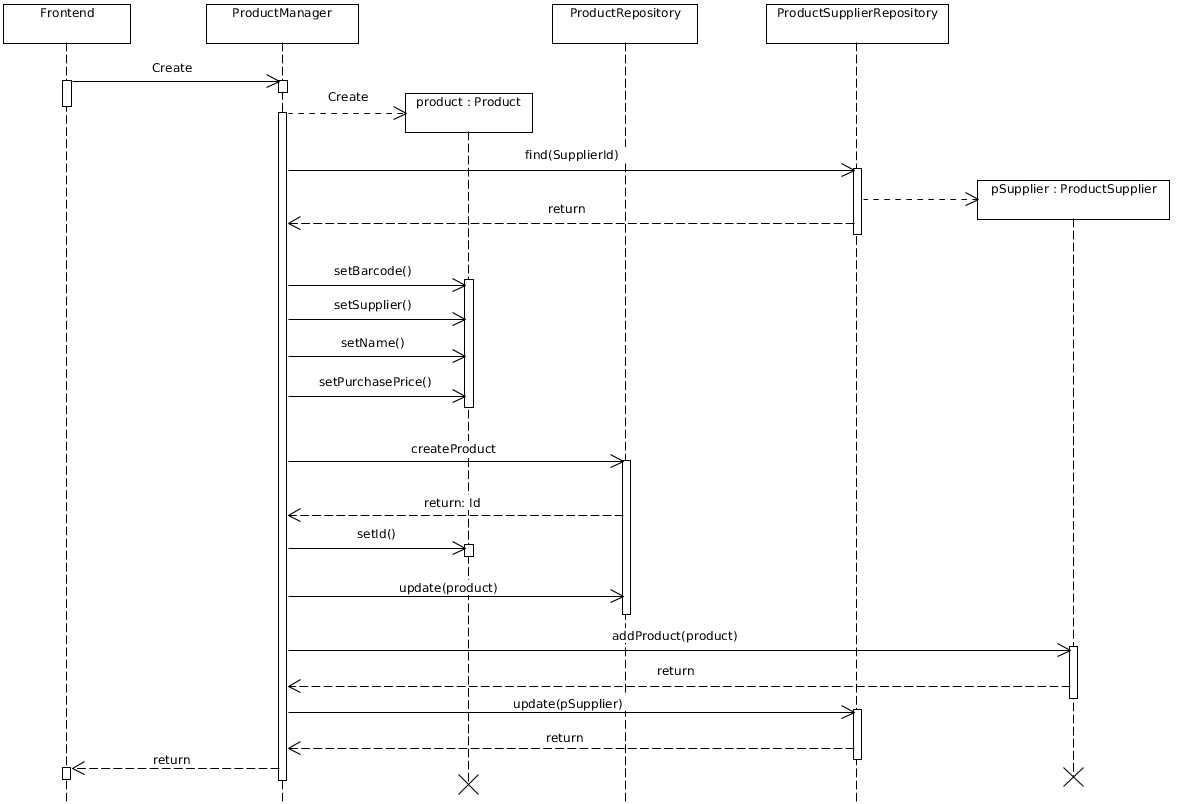 Frontend
ProductManager
ProductRepository
ProductSupplierRepository
Create
Create
product : Product
find(SupplierId)
pSupplier : ProductSupplier
return
setBarcode()
setSupplier()
setName()
setPurchasePrice()
createProduct
return: Id
setId()
update(product)
addProduct(product)
return
update(pSupplier)
return
return